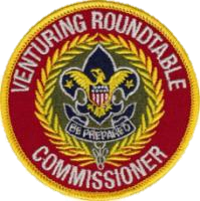 VENTURING ROUNDTABLE
BE PREPARED
COMMISSIONER